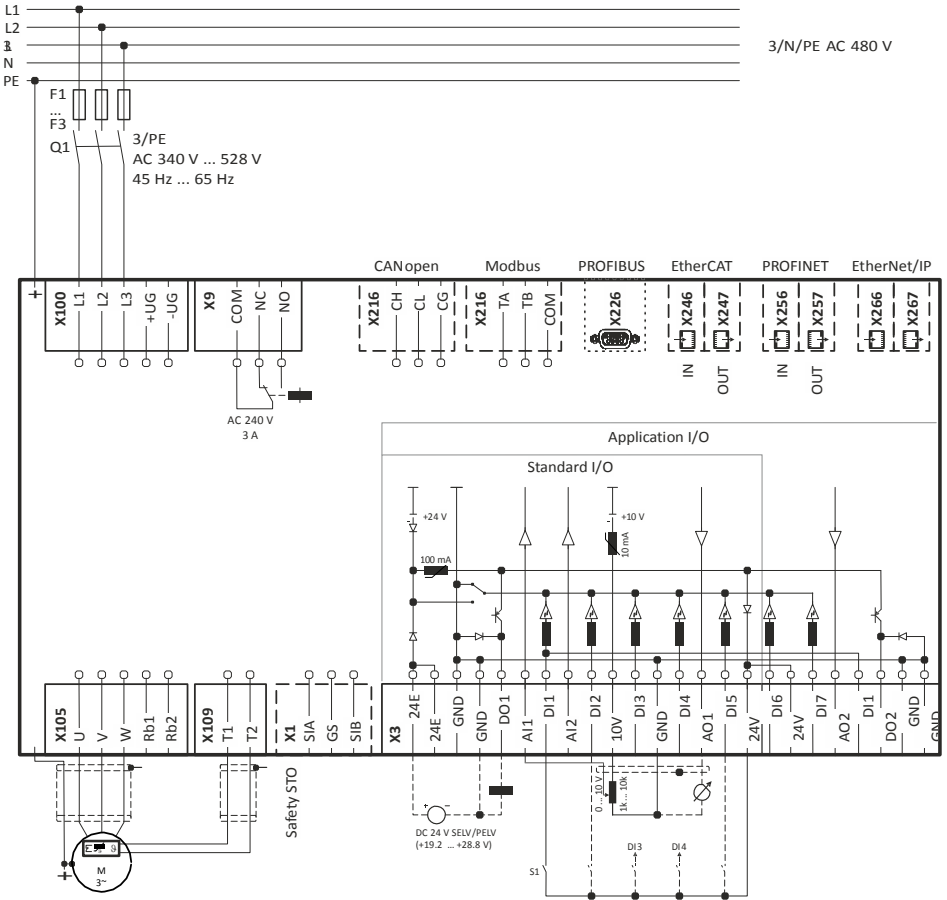 L1
L2
3/N/PE AC 480 V
N
PE
F1
...
F3
Q1
3/PE
AC 340 V ... 528 V
45 Hz ... 65 Hz
CANopen
Modbus
PROFIBUS
EtherCAT
PROFINET
EtherNet/IP
X100
L1
L2
L3
+UG
-UG
X9
COM
NC
NO
X216
CH
CL
CG
X216
TA
TB
COM
X226
X246
X247
X256
X257
X266
X267
IN
OUT
IN
OUT
AC 240 V
3 A
Application I/O
Standard I/O
+24 V
+10 V
10 mA
100 mA
X105
U
V
W
Rb1
Rb2
X109
T1
T2
X1
SIA
GS
SIB
X3
24E
24E
GND
GND
DO1
AI1
DI1
AI2
DI2
10V
DI3
GND
DI4
AO1
DI5
24V
DI6
24V
DI7
AO2
DI1
DO2
GND
GND
Safety STO
0 ... 10 V
1k ... 10k
+
−
DC 24 V SELV/PELV
(+19.2 ... +28.8 V)
S1
DI3
DI4
M
3~